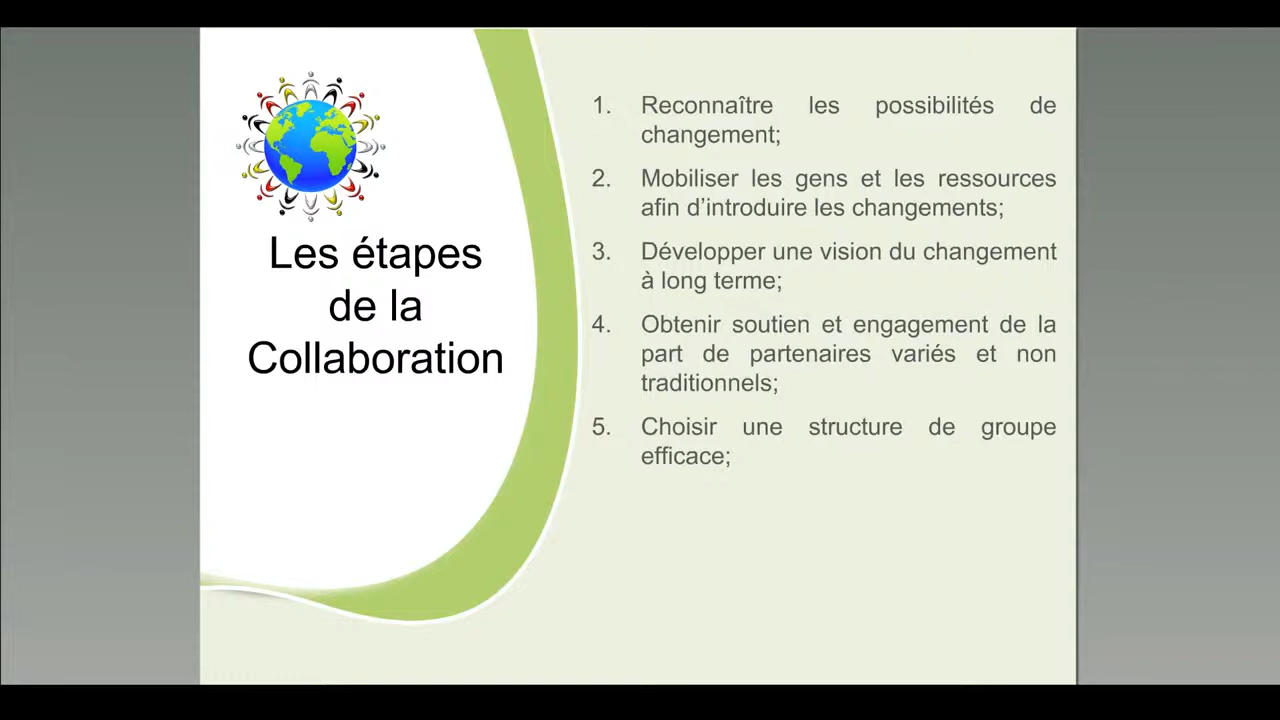 Les étapes
de la
Collaboration
1. Reconnaître les possibilités de
changement;
2. Mobiliser les gens et les ressources
afin d’introduire les changements;
3. Développer une vision du changement
à long terme;
4. Obtenir soutien et engagement de la
part de partenaires variés et non
traditionnels;
5. Choisir une structure de groupe
efficace;